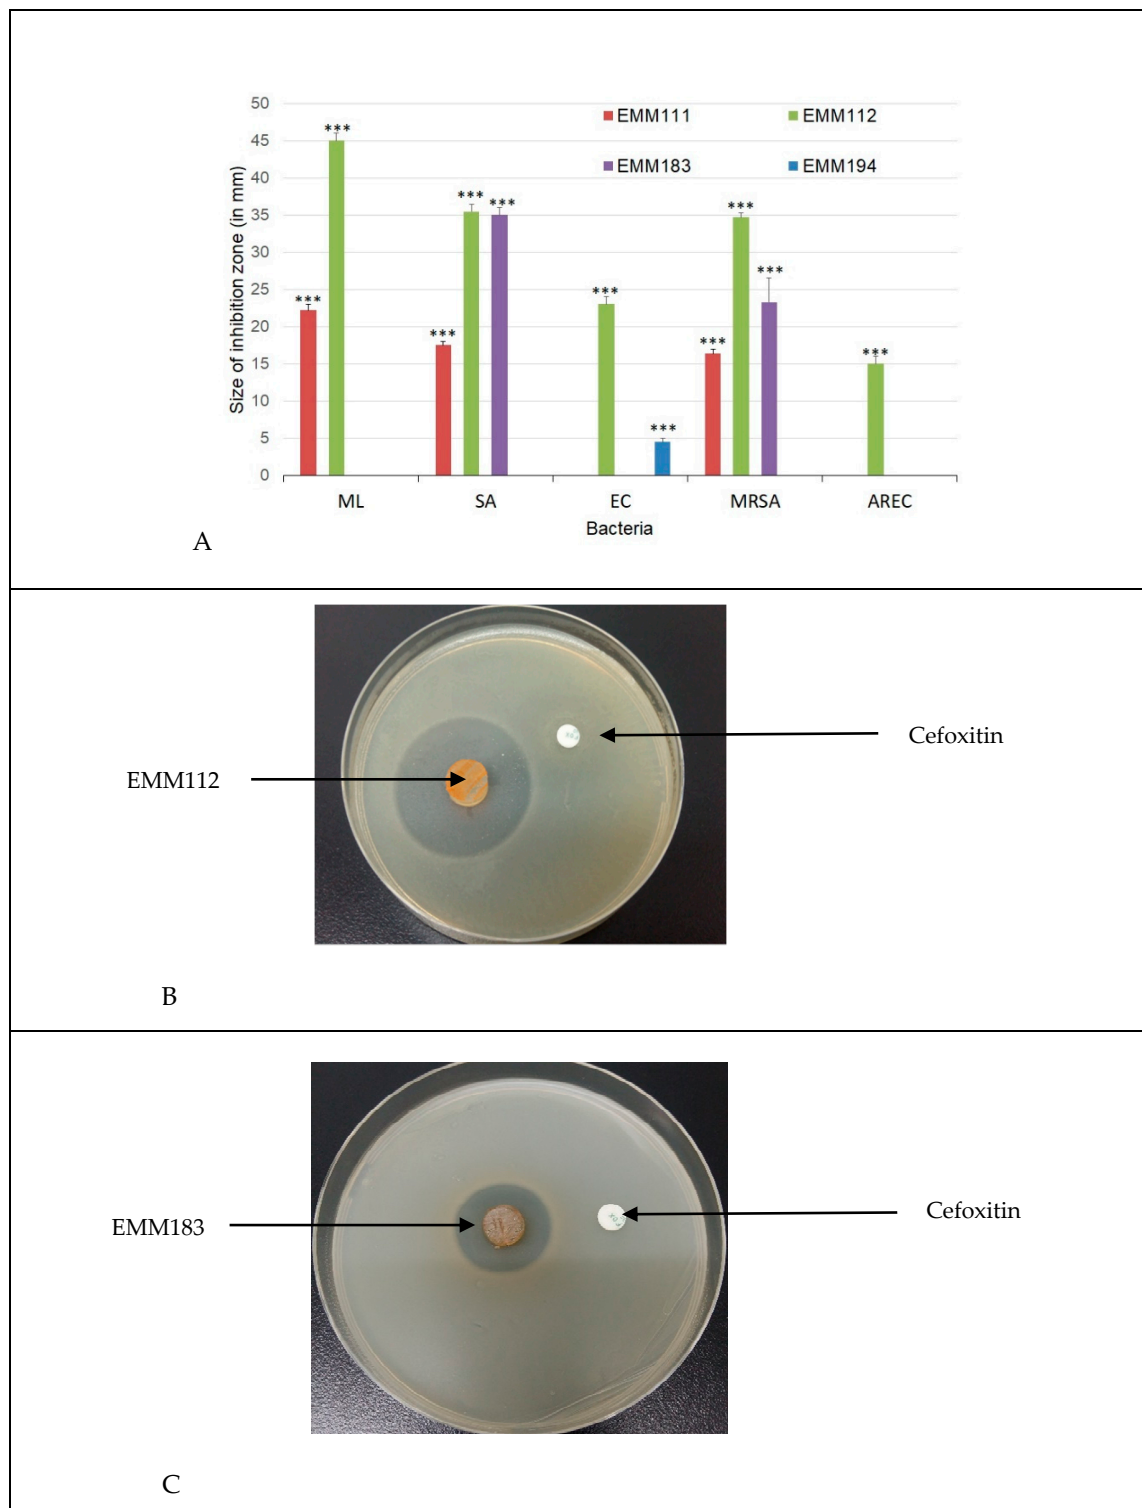 50
45
40
35
30
25
20
15
10
5
0
Size of inhibition zone (in mm)
EMM111
EMM112
EMM183
EMM194
***
***
***
***
***
***
***
***
***
***
***
ML
SA
EC
MRSA
AREC
Bacteria
A
EMM112
Cefoxitin
B
EMM183
Cefoxitin
C